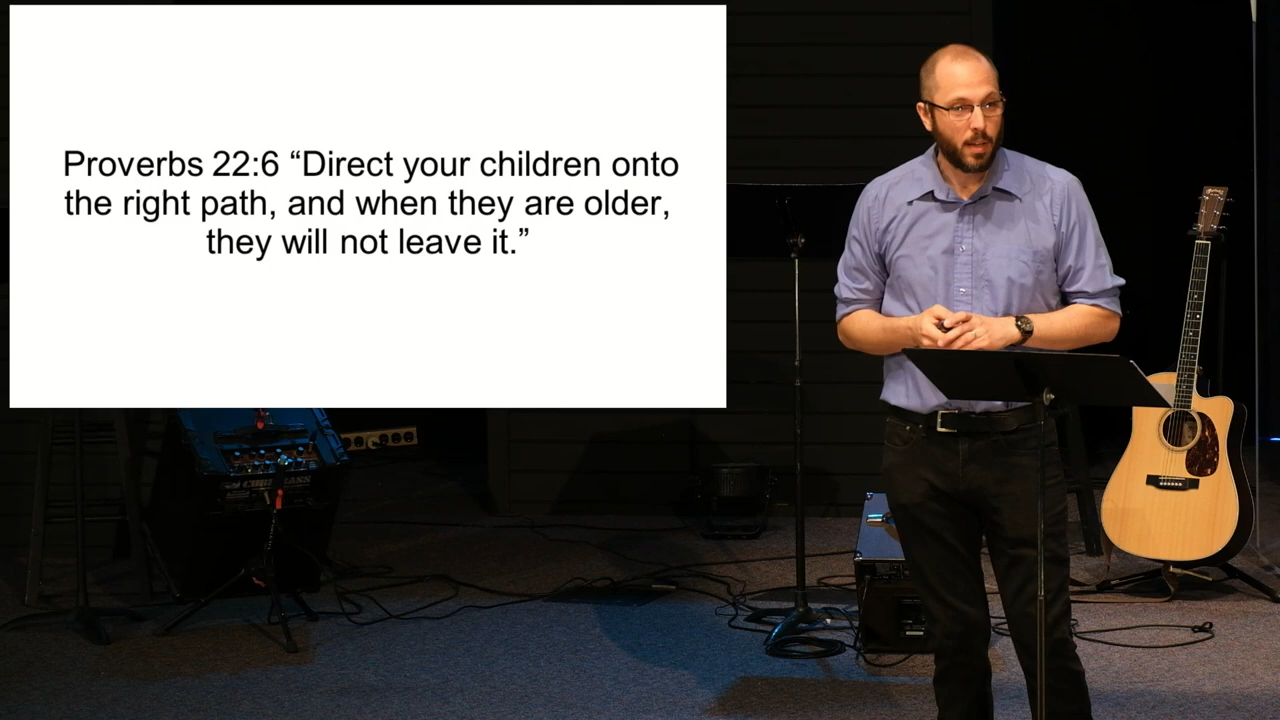 Proverbs 22:6 “Direct your children onto
the right path, and when they are older,
they will not leave it.”